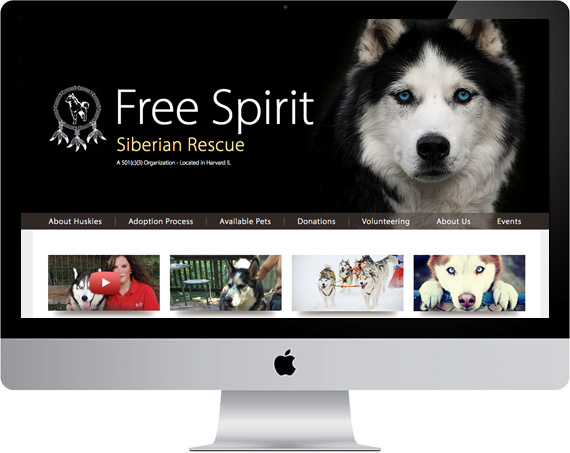 Free Spirit
Siberian Rescue
A 501(c)(3) Organization - Located in Harvard IL
About Huskies | Adoption Process | Available Pets | Donations | Volunteering | About Us | Events